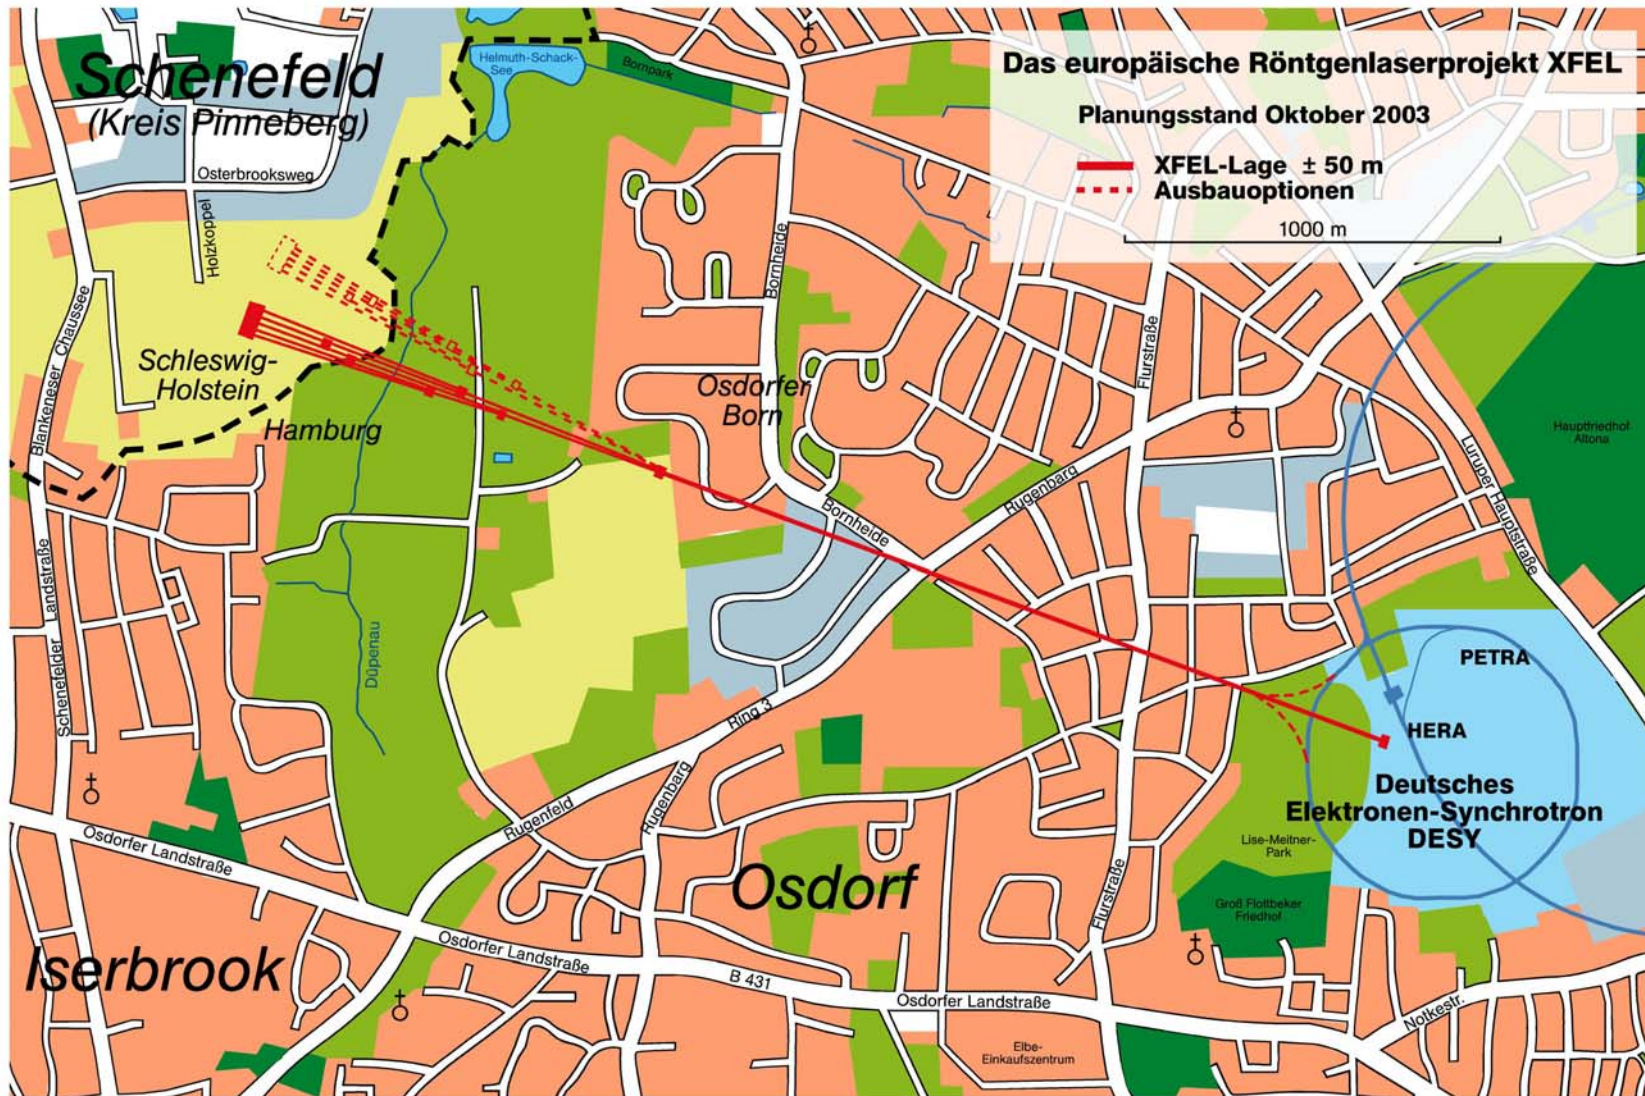 Das europäische Röntgenlaserprojekt XFEL
Planungsstand Oktober 2003
XFEL-Lage ± 50 m
Ausbauoptionen
1000 m
Schenefeld
(Kreis Pinneberg)
Helmuth-Schack-
See
Bornpark
Osterbrooksweg
Holzkoppel
Bornheide
Blankeneser Chaussee
Schleswig-
Holstein
Hamburg
Osdorfer
Born
Flurstraße
Hauptfriedhof
Altona
Luruper Hauptstraße
Rugenbarg
Bornheide
Schenefelder Landstraße
Düpenau
PETRA
HERA
Ring 3
Deutsches
Elektronen-Synchrotron
DESY
Rugenfeld
Rugenbarg
Lise-Meitner-
Park
Osdorfer Landstraße
Osdorf
Flurstraße
Groß Flottbeker
Friedhof
Iserbrook
Osdorfer Landstraße
B 431
Osdorfer Landstraße
Notkestr.
Elbe-
Einkaufszentrum